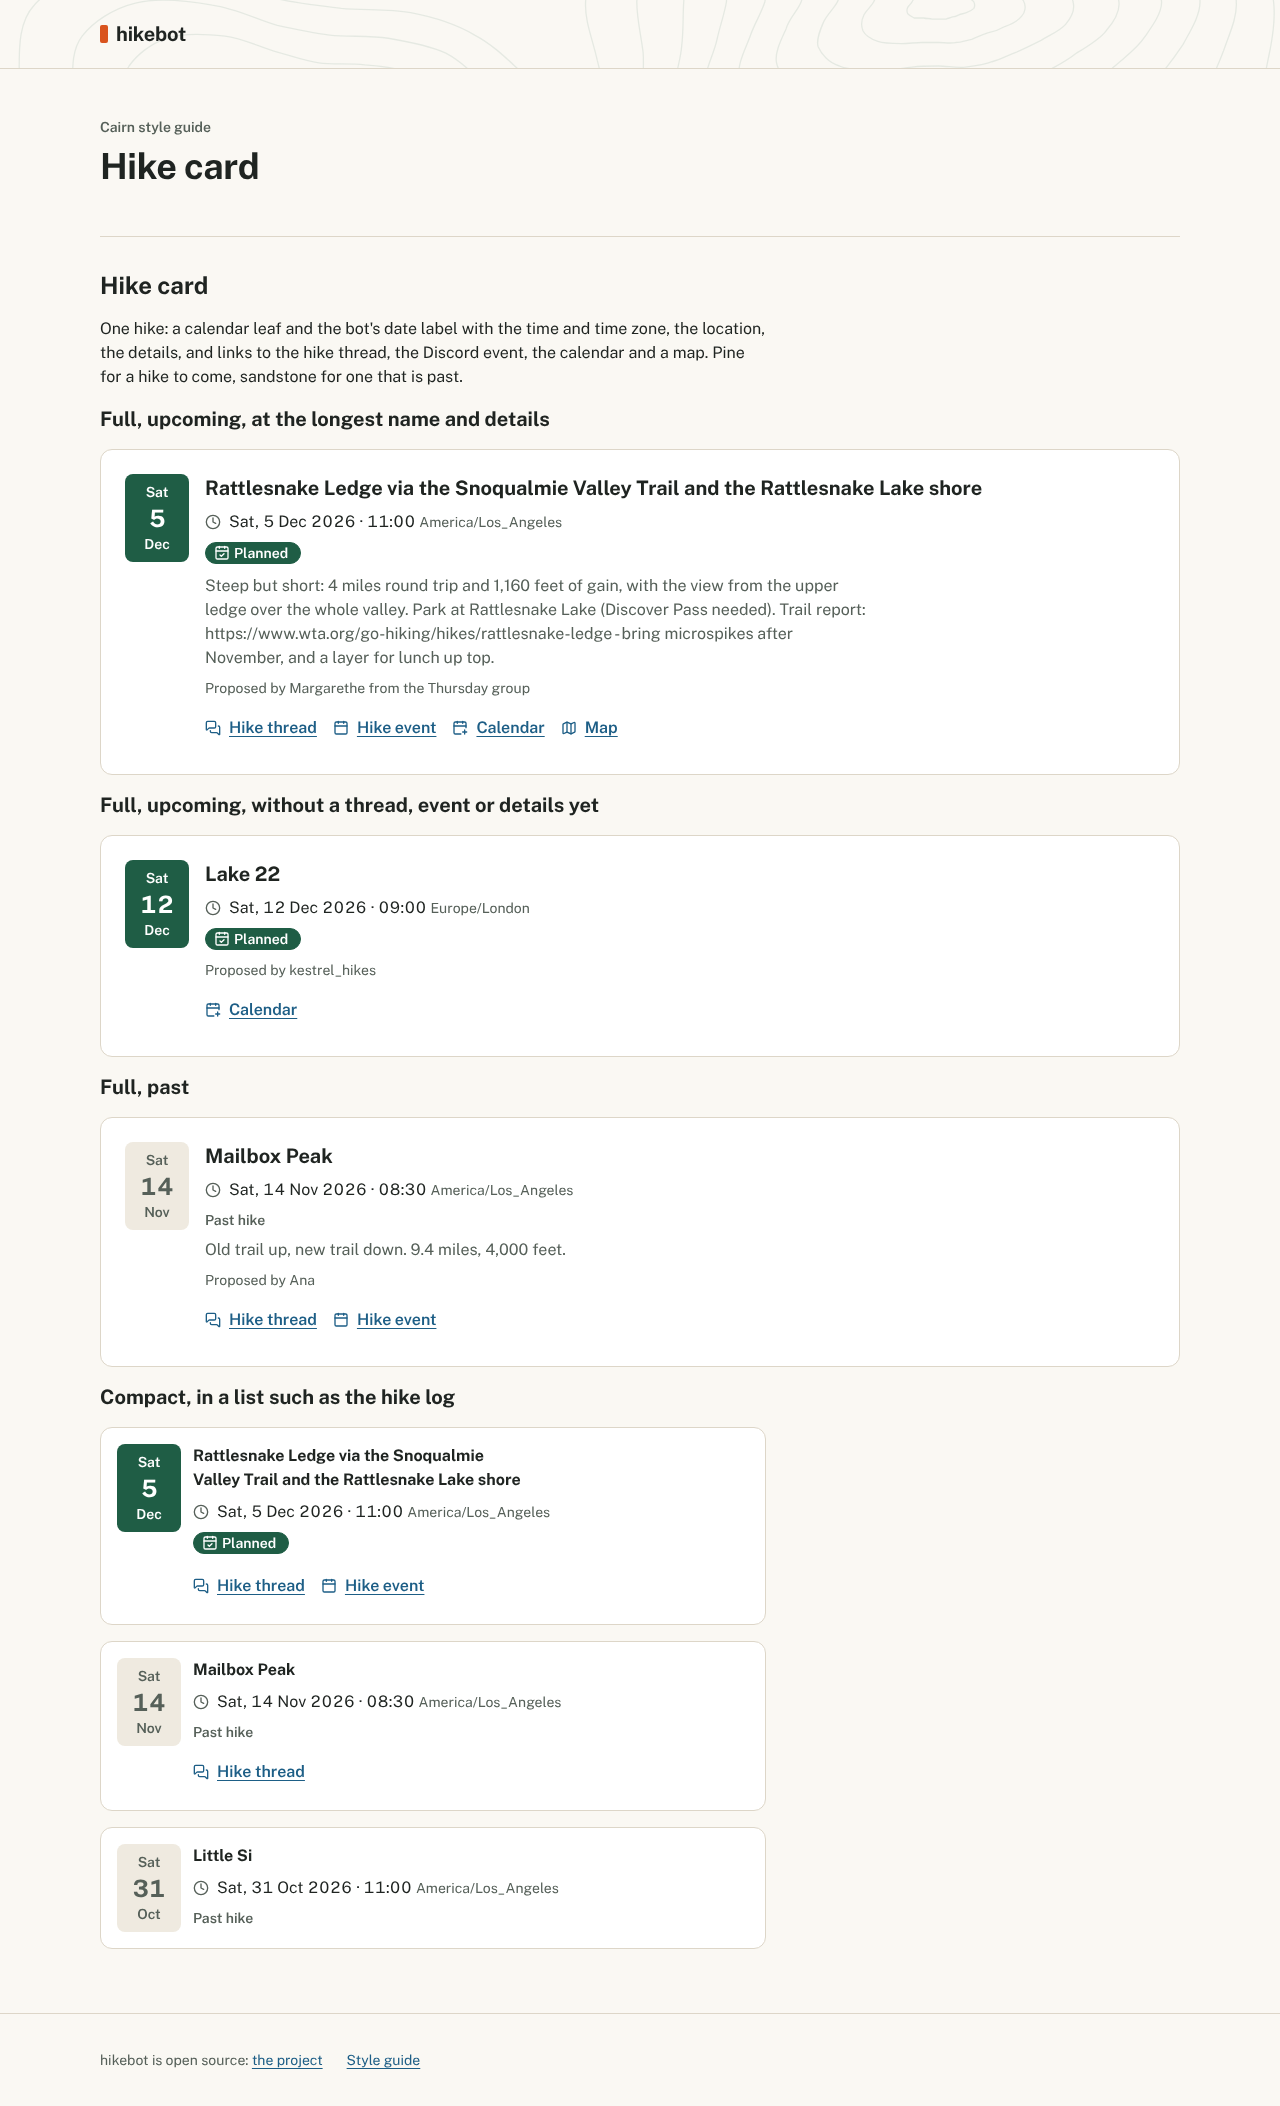 hikebot
Cairn style guide
Hike card
Hike card
One hike: a calendar leaf and the bot's date label with the time and time zone, the location,
the details, and links to the hike thread, the Discord event, the calendar and a map. Pine
for a hike to come, sandstone for one that is past.
Full, upcoming, at the longest name and details
Sat
5
Dec
Rattlesnake Ledge via the Snoqualmie Valley Trail and the Rattlesnake Lake shore
Sat, 5 Dec 2026 · 11:00 America/Los_Angeles
Planned
Steep but short: 4 miles round trip and 1,160 feet of gain, with the view from the upper
ledge over the whole valley. Park at Rattlesnake Lake (Discover Pass needed). Trail report:
https://www.wta.org/go-hiking/hikes/rattlesnake-ledge - bring microspikes after
November, and a layer for lunch up top.
Proposed by Margarethe from the Thursday group
Hike thread Hike event Calendar Map
Full, upcoming, without a thread, event or details yet
Sat
12
Dec
Lake 22
Sat, 12 Dec 2026 · 09:00 Europe/London
Planned
Proposed by kestrel_hikes
Calendar
Full, past
Sat
14
Nov
Mailbox Peak
Sat, 14 Nov 2026 · 08:30 America/Los_Angeles
Past hike
Old trail up, new trail down. 9.4 miles, 4,000 feet.
Proposed by Ana
Hike thread Hike event
Compact, in a list such as the hike log
Sat
5
Dec
Rattlesnake Ledge via the Snoqualmie
Valley Trail and the Rattlesnake Lake shore
Sat, 5 Dec 2026 · 11:00 America/Los_Angeles
Planned
Hike thread Hike event
Sat
14
Nov
Mailbox Peak
Sat, 14 Nov 2026 · 08:30 America/Los_Angeles
Past hike
Hike thread
Sat
31
Oct
Little Si
Sat, 31 Oct 2026 · 11:00 America/Los_Angeles
Past hike
hikebot is open source: the project Style guide